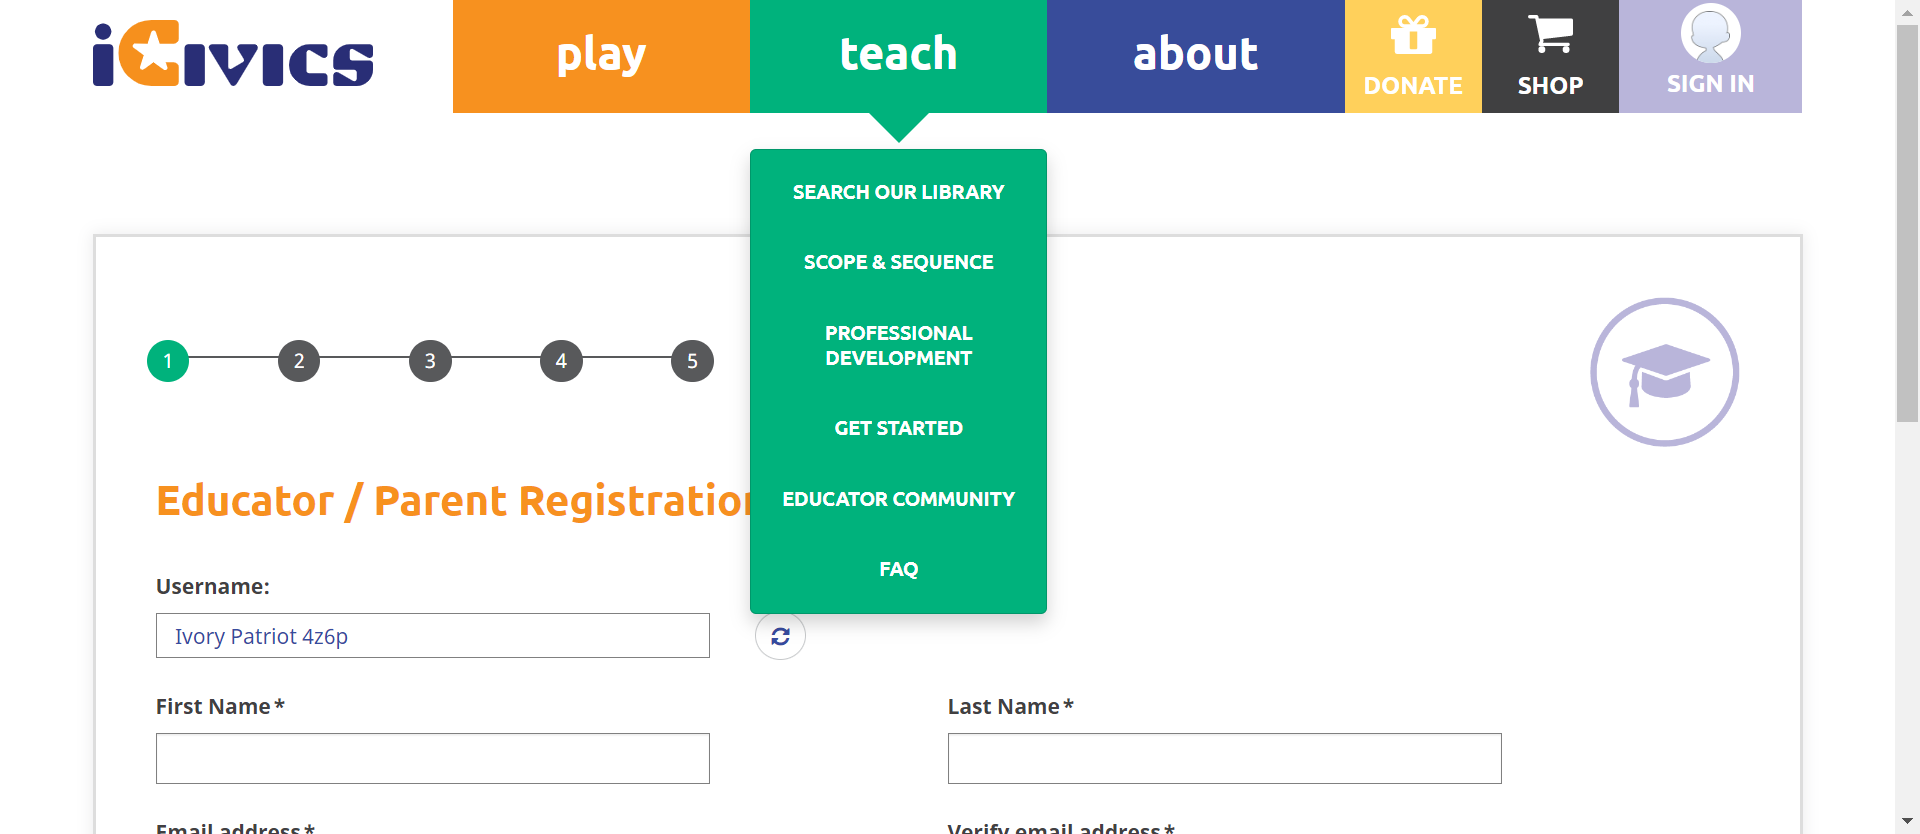 iCivics
play
teach
about
DONATE
SHOP
SIGN IN
SEARCH OUR LIBRARY
SCOPE & SEQUENCE
PROFESSIONAL
DEVELOPMENT
GET STARTED
EDUCATOR COMMUNITY
FAQ
1 2 3 4 5
Educator / Parent Registration
Username:
Ivory Patriot 4z6p
First Name*
Last Name*
Email address*
Verify email address*